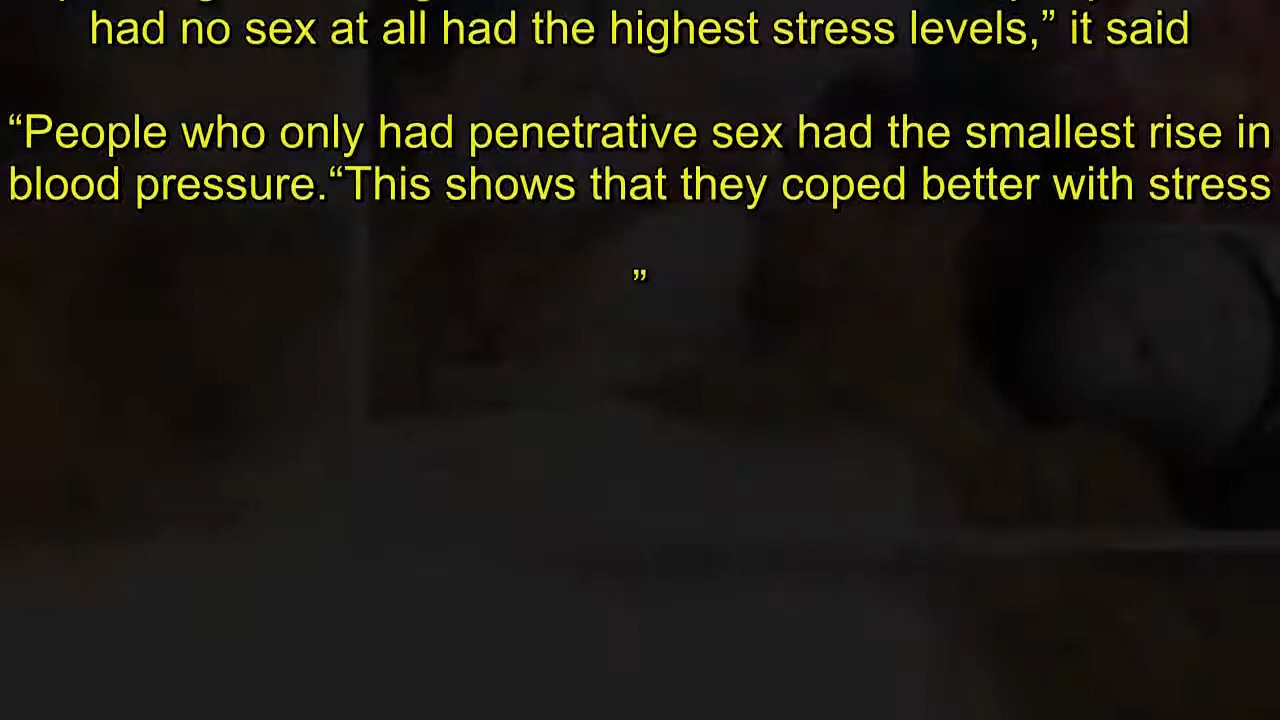 had no sex at all had the highest stress levels,” it said
“People who only had penetrative sex had the smallest rise in
blood pressure.“This shows that they coped better with stress
”